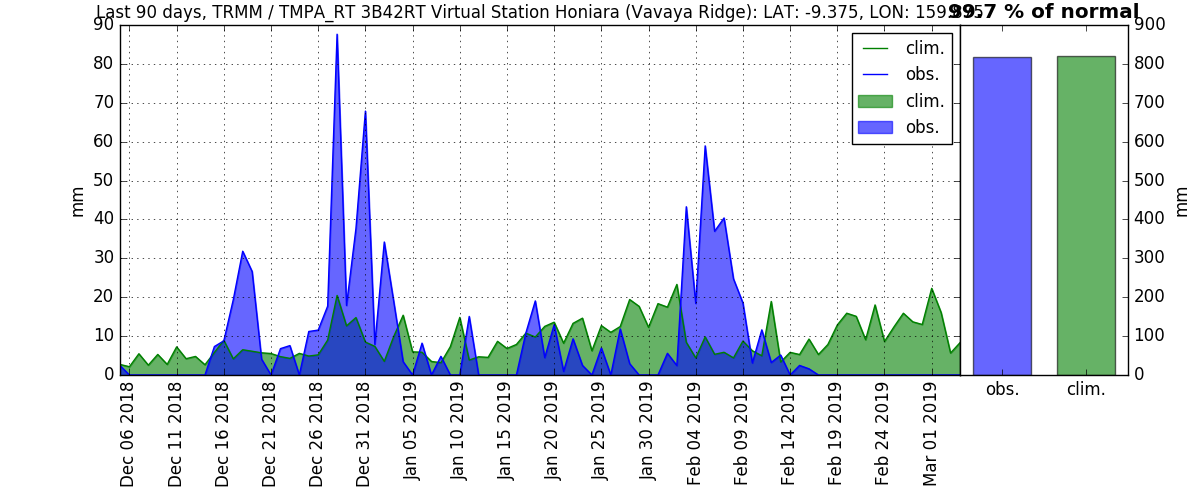 Last 90 days, TRMM / TMPA_RT 3B42RT Virtual Station Honiara (Vavaya Ridge): LAT: -9.375, LON: 159.875
99.7 % of normal
90
80
70
60
50
40
30
20
10
0
mm
clim.
obs.
clim.
obs.
900
800
700
600
500
400
300
200
100
0
mm
Dec 06 2018
Dec 11 2018
Dec 16 2018
Dec 21 2018
Dec 26 2018
Dec 31 2018
Jan 05 2019
Jan 10 2019
Jan 15 2019
Jan 20 2019
Jan 25 2019
Jan 30 2019
Feb 04 2019
Feb 09 2019
Feb 14 2019
Feb 19 2019
Feb 24 2019
Mar 01 2019
obs.
clim.